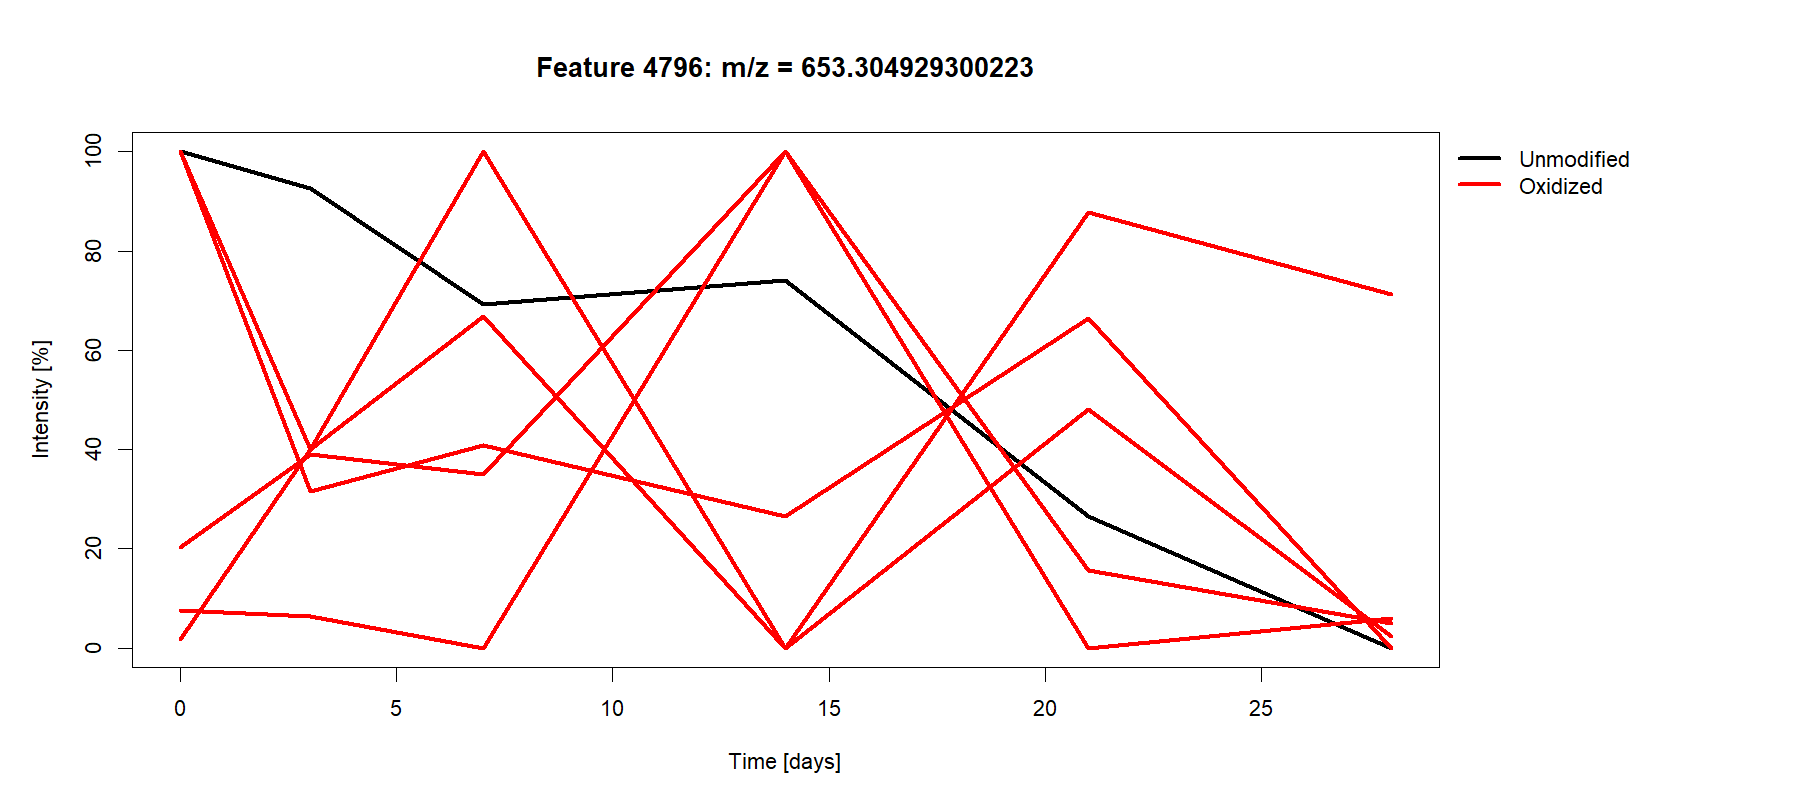 Feature 4796: m/z = 653.304929300223
Unmodified
Oxidized
Intensity [%]
100
80
60
40
20
0
0 5 10 15 20 25
Time [days]